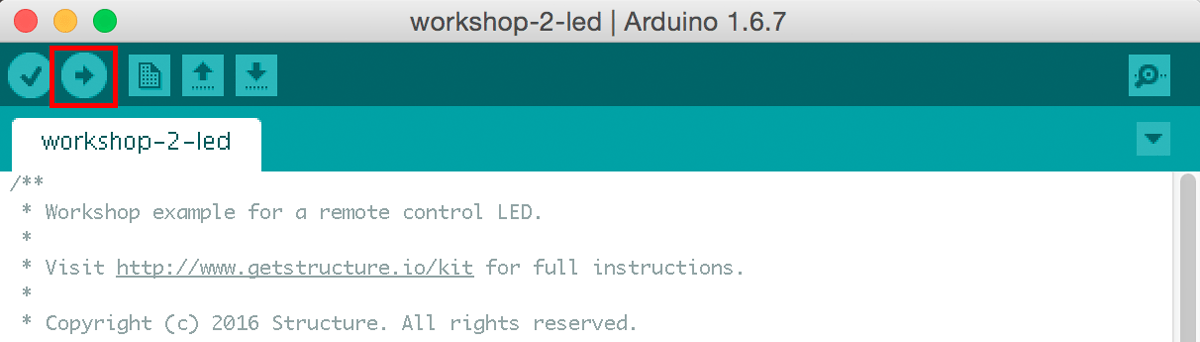 workshop-2-led | Arduino 1.6.7
workshop-2-led
/**
* Workshop example for a remote control LED.
*
* Visit http://www.getstructure.io/kit for full instructions.
*
* Copyright (c) 2016 Structure. All rights reserved.